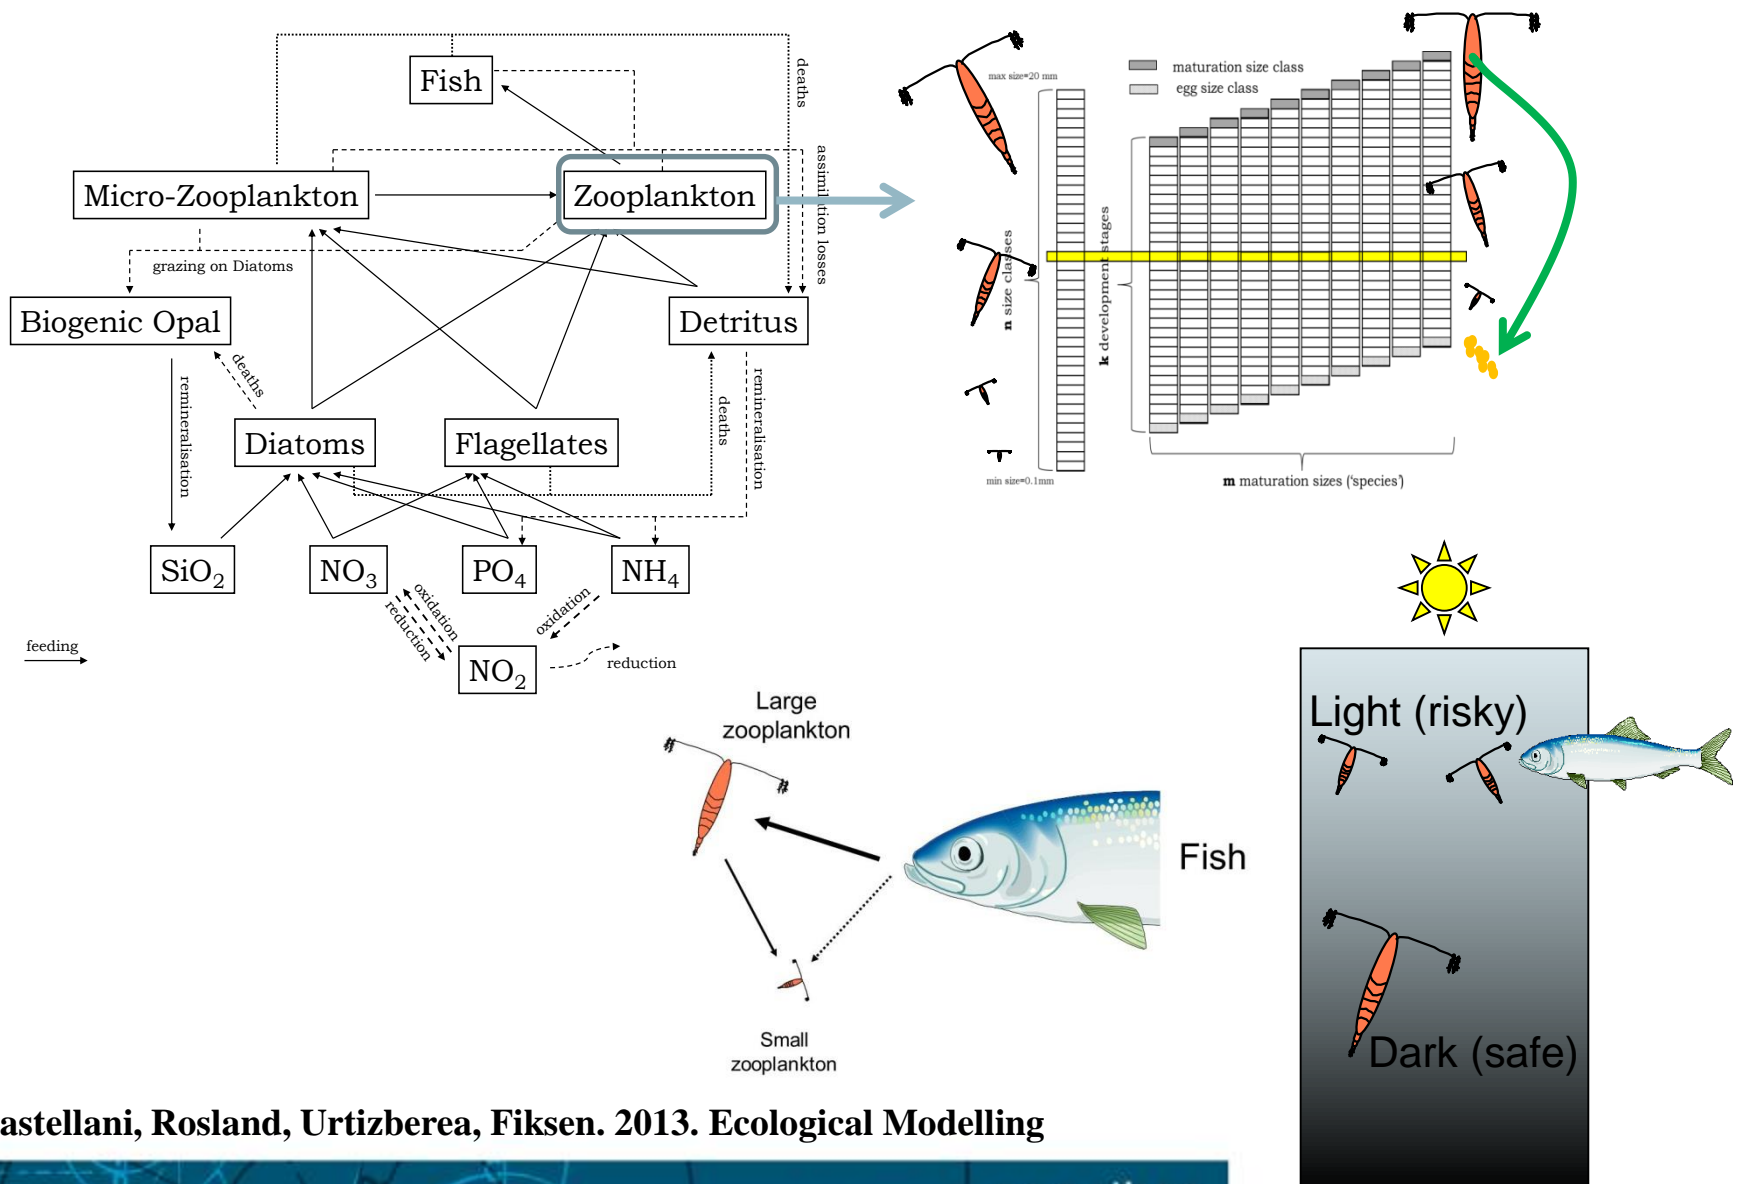 Fish
deaths
Micro-Zooplankton
Zooplankton
assimilation losses
grazing on Diatoms
Biogenic Opal
Detritus
deaths
remineralisation
deaths
remineralisation
Diatoms
Flagellates
SiO2
NO3
PO4
NH4
oxidation
reduction
oxidation
NO2
reduction
feeding
max size=20 mm
maturation size class
egg size class
n size classes
k development stages
min size=0.1mm
m maturation sizes ('species')
Large
zooplankton
Fish
Small
zooplankton
Light (risky)
Dark (safe)
astellani, Rosland, Urtizberea, Fiksen. 2013. Ecological Modelling